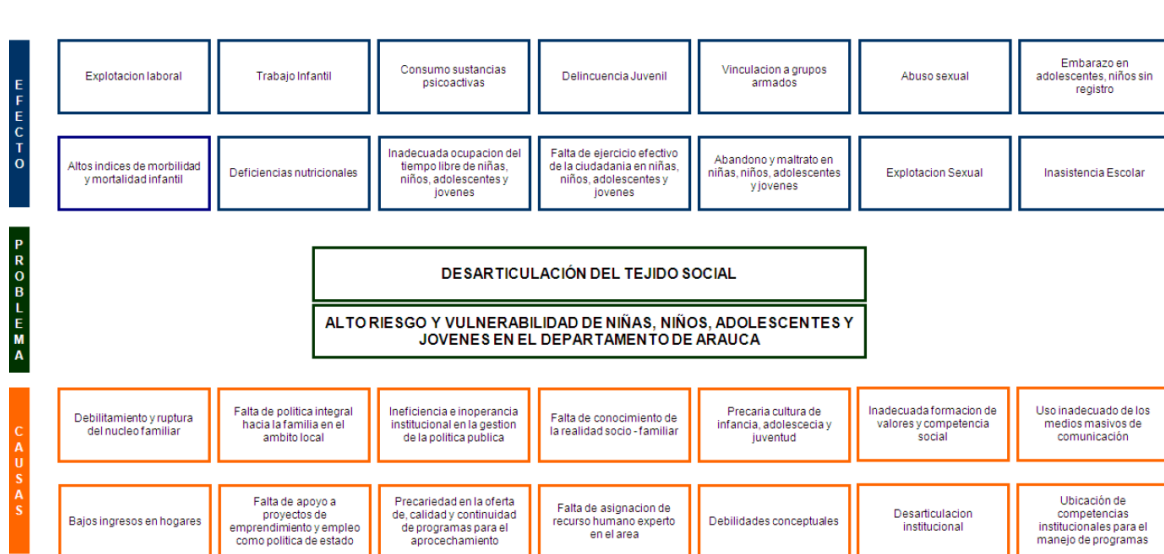 EFECTO
Explotacion laboral
Trabajo Infantil
Consumo sustancias
psicoactivas
Delincuencia Juvenil
Vinculacion a grupos
armados
Abuso sexual
Embarazo en
adolescentes, niños sin
registro
Altos indices de morbilidad
y mortalidad infantil
Deficiencias nutricionales
Inadecuada ocupacion del
tiempo libre de niñas,
niños, adolescentes y
jovenes
Falta de ejercicio efectivo
de la ciudadania en niñas,
niños, adolescentes y
jovenes
Abandono y maltrato en
niñas, niños, adolescentes
y jovenes
Explotacion Sexual
Inasistencia Escolar
PROBLEMA
DESARTICULACIÓN DEL TEJIDO SOCIAL
ALTO RIESGO Y VULNERABILIDAD DE NIÑAS, NIÑOS, ADOLESCENTES Y
JOVENES EN EL DEPARTAMENTO DE ARAUCA
CAUSAS
Debilitamiento y ruptura
del nucleo familiar
Falta de politica integral
hacia la familia en el
ambito local
Ineficiencia e inoperancia
institucional en la gestion
de la politica publica
Falta de conocimiento de
la realidad socio - familiar
Precaria cultura de
infancia, adolescecia y
juventud
Inadecuada formacion de
valores y competencia
social
Uso inadecuado de los
medios masivos de
comunicación
Bajos ingresos en hogares
Falta de apoyo a
proyectos de
emprendimiento y empleo
como politica de estado
Precariedad en la oferta
de, calidad y continuidad
de programas para el
aprocechamiento
Falta de asignacion de
recurso humano experto
en el area
Debilidades conceptuales
Desarticulacion
institucional
Ubicación de
competencias
institucionales para el
manejo de programas